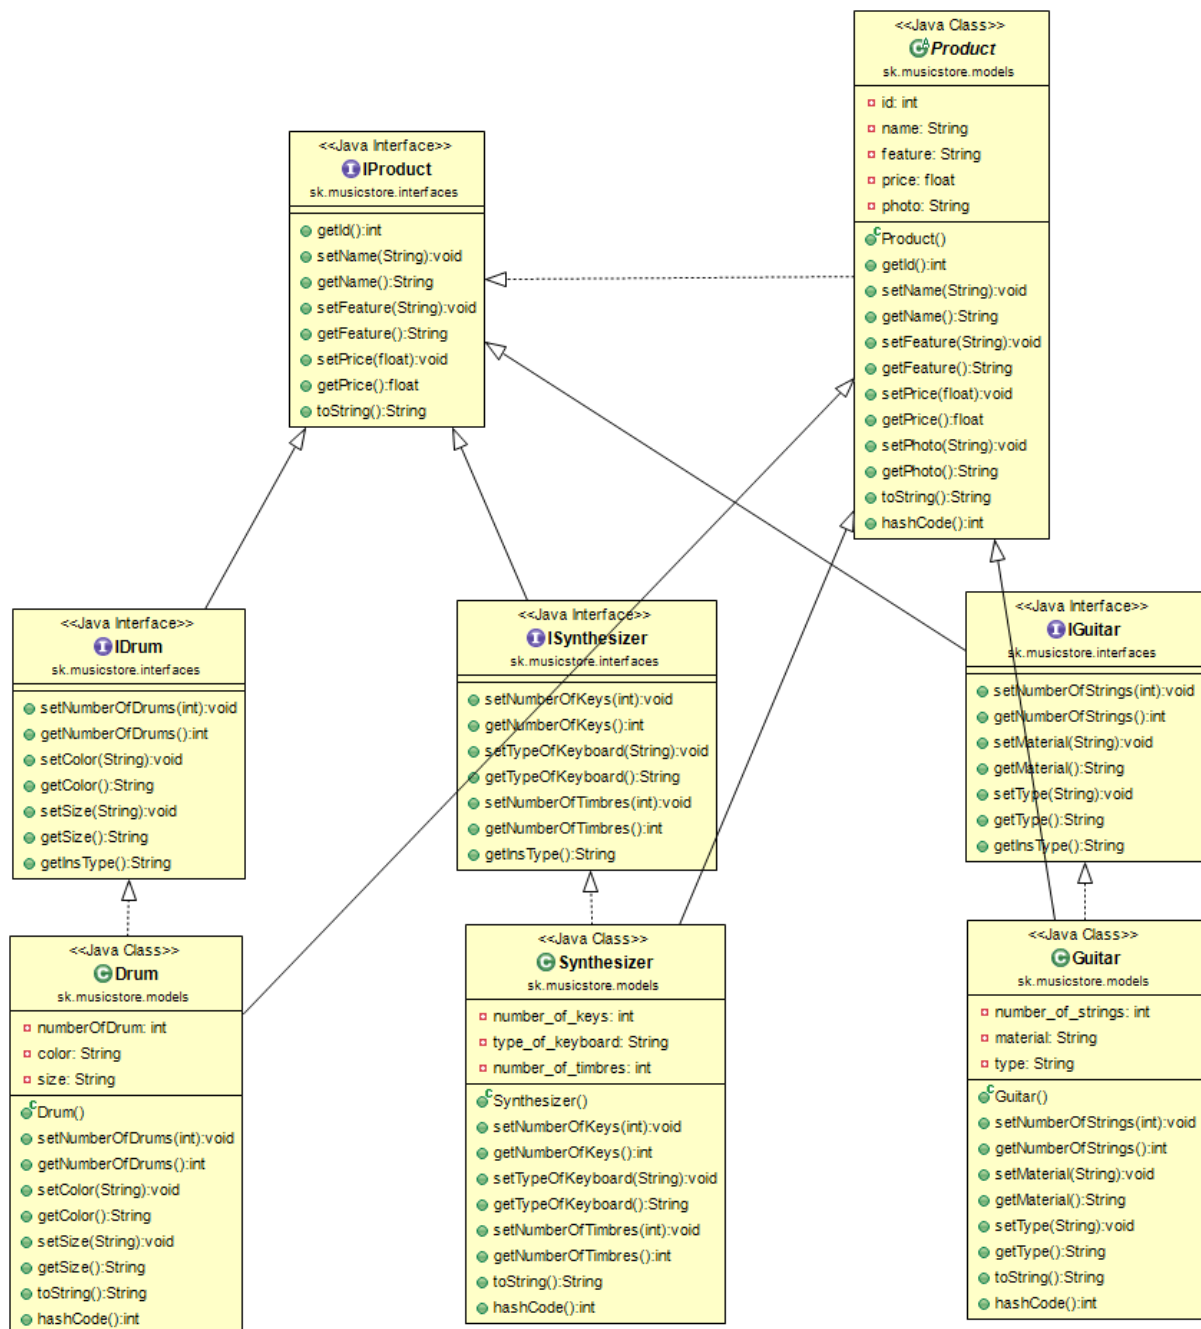 <<Java Class>>
Product
sk.musicstore.models
id: int
name: String
feature: String
price: float
photo: String
Product()
getId():int
setName(String):void
getName():String
setFeature(String):void
getFeature():String
setPrice(float):void
getPrice():float
setPhoto(String):void
getPhoto():String
toString():String
hashCode():int
<<Java Interface>>
IProduct
sk.musicstore.interfaces
getId():int
setName(String):void
getName():String
setFeature(String):void
getFeature():String
setPrice(float):void
getPrice():float
toString():String
<<Java Interface>>
IDrum
sk.musicstore.interfaces
setNumberOfDrums(int):void
getNumberOfDrums():int
setColor(String):void
getColor():String
setSize(String):void
getSize():String
getInsType():String
<<Java Interface>>
ISynthesizer
sk.musicstore.interfaces
setNumberOfKeys(int):void
getNumberOfKeys():int
setTypeOfKeyboard(String):void
getTypeOfKeyboard():String
setNumberOfTimbres(int):void
getNumberOfTimbres():int
getInsType():String
<<Java Interface>>
IGuitar
sk.musicstore.interfaces
setNumberOfStrings(int):void
getNumberOfStrings():int
setMaterial(String):void
getMaterial():String
setType(String):void
getType():String
getInsType():String
<<Java Class>>
Drum
sk.musicstore.models
numberOfDrum: int
color: String
size: String
Drum()
setNumberOfDrums(int):void
getNumberOfDrums():int
setColor(String):void
getColor():String
setSize(String):void
getSize():String
toString():String
hashCode():int
<<Java Class>>
Synthesizer
sk.musicstore.models
number_of_keys: int
type_of_keyboard: String
number_of_timbres: int
Synthesizer()
setNumberOfKeys(int):void
getNumberOfKeys():int
setTypeOfKeyboard(String):void
getTypeOfKeyboard():String
setNumberOfTimbres(int):void
getNumberOfTimbres():int
toString():String
hashCode():int
<<Java Class>>
Guitar
sk.musicstore.models
number_of_strings: int
material: String
type: String
Guitar()
setNumberOfStrings(int):void
getNumberOfStrings():int
setMaterial(String):void
getMaterial():String
setType(String):void
getType():String
toString():String
hashCode():int